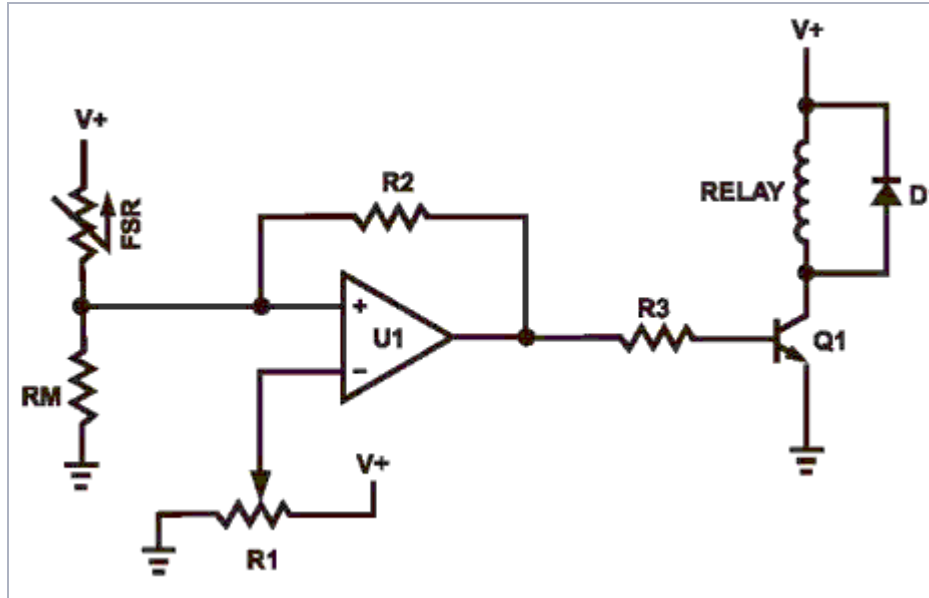 V+
V+
FSR
R2
RELAY
D
+
U1
R3
Q1
−
RM
V+
R1